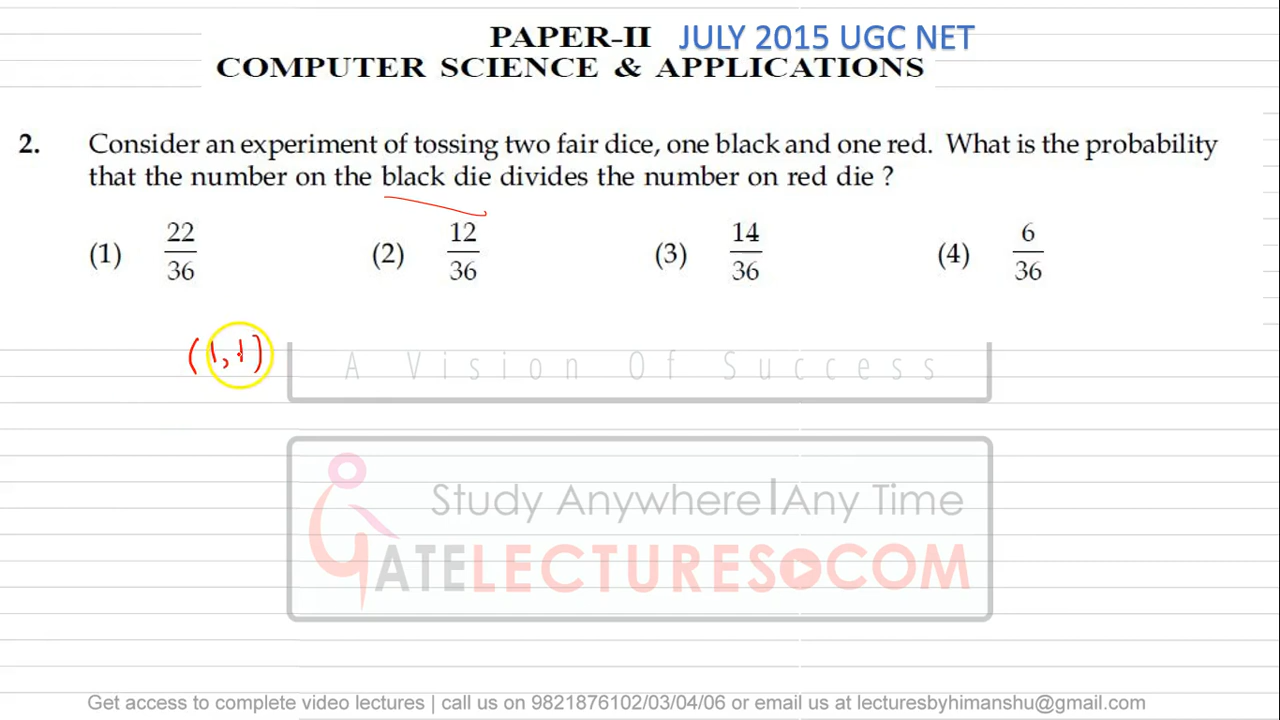 PAPER-II JULY 2015 UGC NET
COMPUTER SCIENCE & APPLICATIONS
2. Consider an experiment of tossing two fair dice, one black and one red. What is the probability
that the number on the black die divides the number on red die ?
(1) 22/36 (2) 12/36 (3) 14/36 (4) 6/36
(1,1)
A Vision Of Success
Study Anywhere|Any Time
GATELECTURES.COM
Get access to complete video lectures | call us on 9821876102/03/04/06 or email us at lecturesbyhimanshu@gmail.com